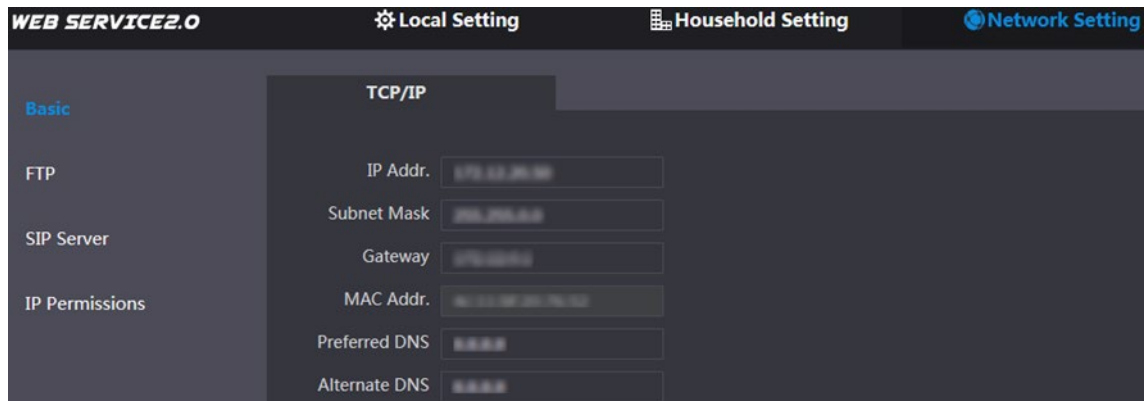 WEB SERVICE2.0
Local Setting
Household Setting
Network Setting
Basic
FTP
SIP Server
IP Permissions
TCP/IP
IP Addr.
Subnet Mask
Gateway
MAC Addr.
Preferred DNS
Alternate DNS